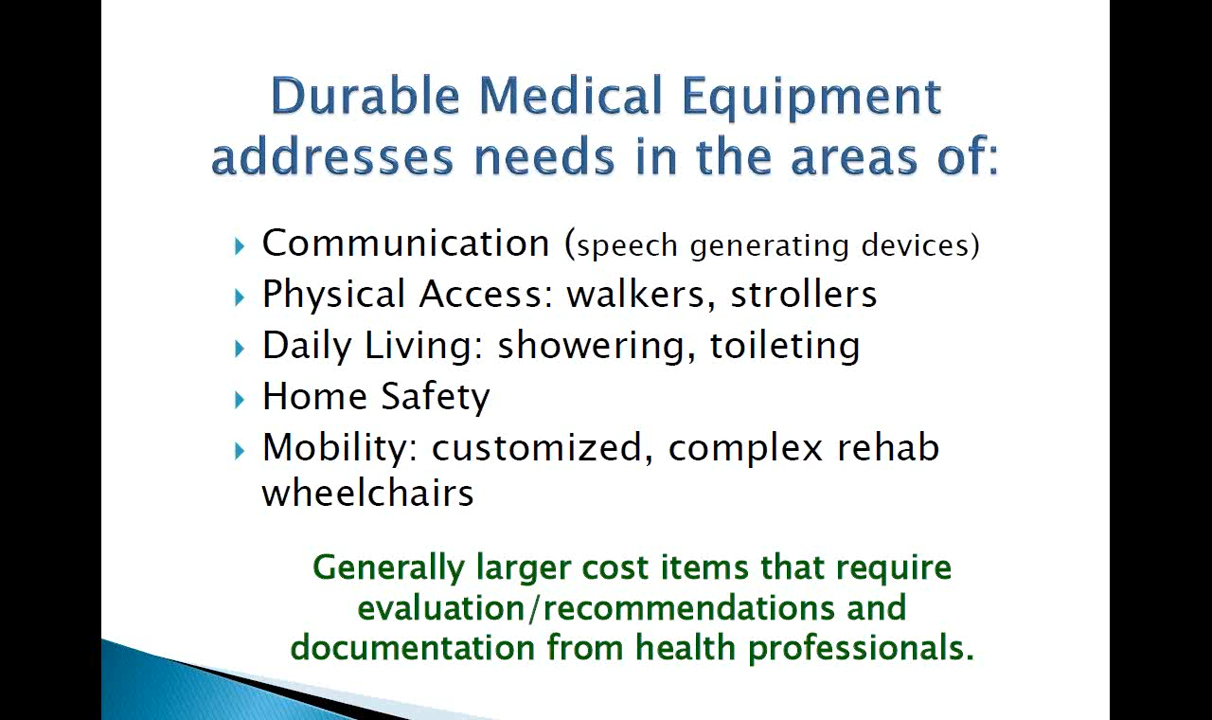 Durable Medical Equipment
addresses needs in the areas of:
Communication (speech generating devices)
Physical Access: walkers, strollers
Daily Living: showering, toileting
Home Safety
Mobility: customized, complex rehab
wheelchairs
Generally larger cost items that require
evaluation/recommendations and
documentation from health professionals.